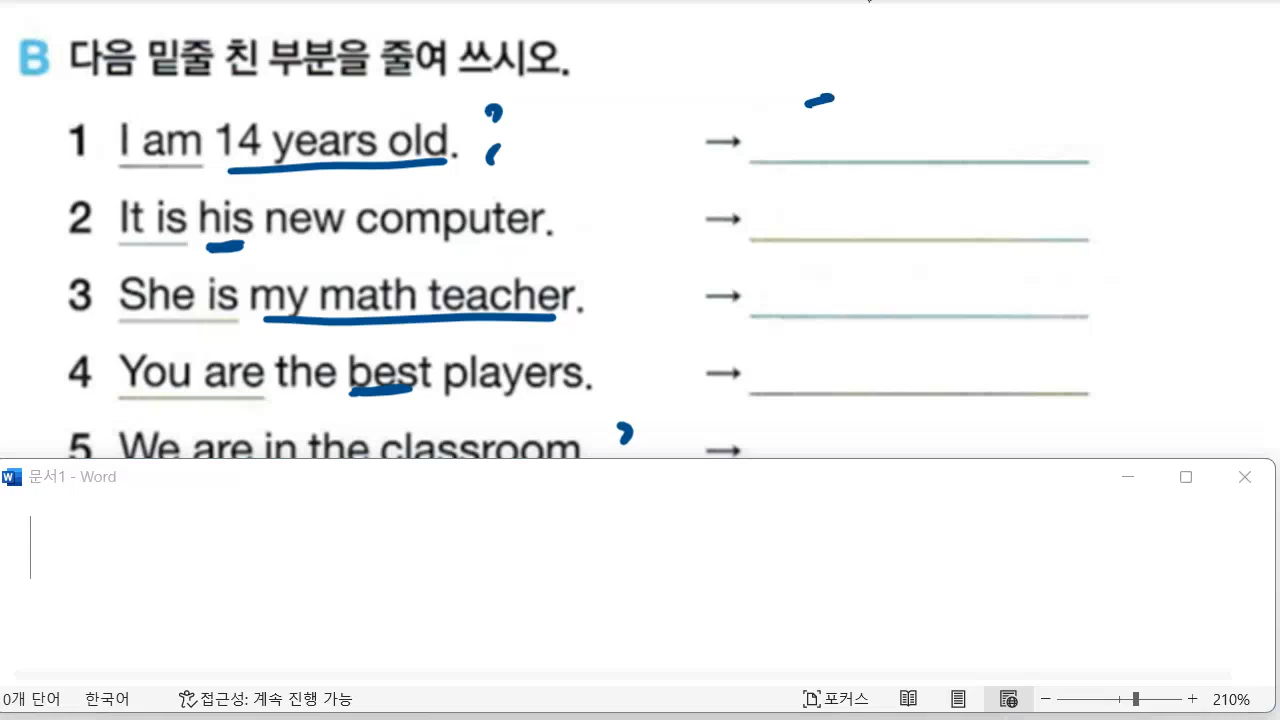 B 다음 밑줄 친 부분을 줄여 쓰시오.
1 I am 14 years old. →
2 It is his new computer. →
3 She is my math teacher. →
4 You are the best players. →
5 We are in the classroom →
문서1 - Word
0개 단어 한국어 접근성: 계속 진행 가능 포커스 210%